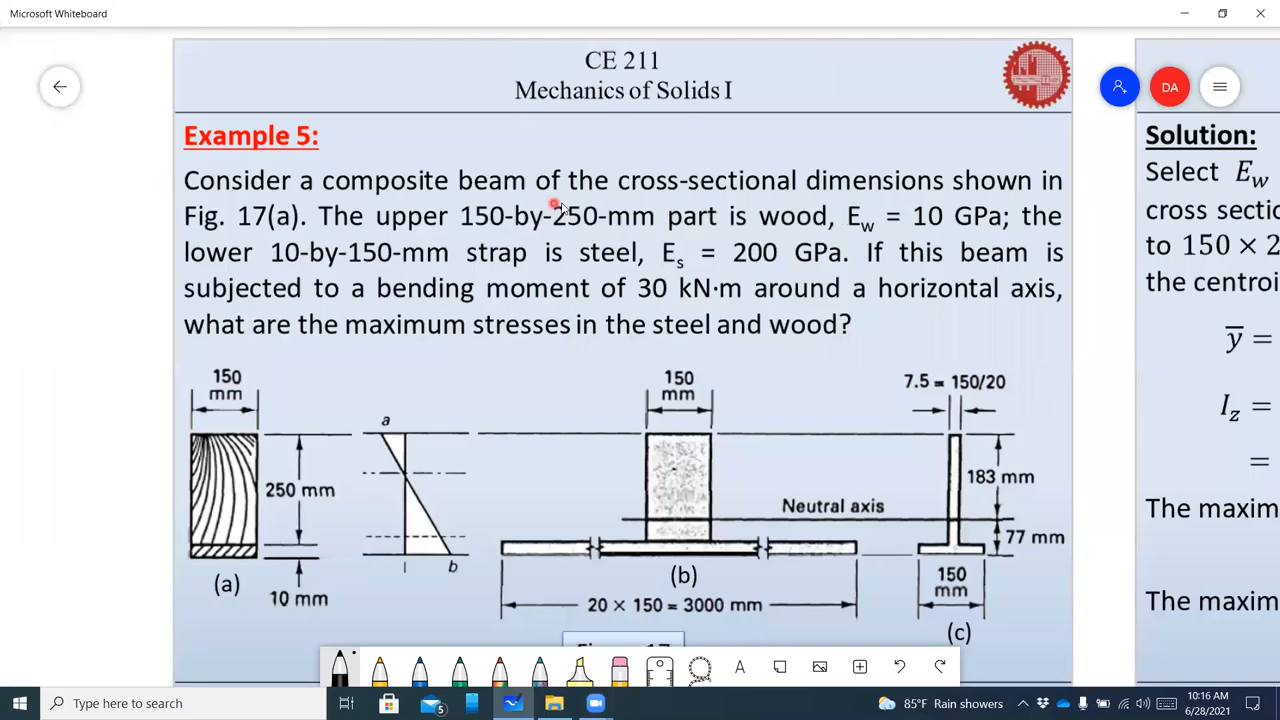 Microsoft Whiteboard
CE 211
Mechanics of Solids I
DA
Example 5:
Consider a composite beam of the cross-sectional dimensions shown in
Fig. 17(a). The upper 150-by-250-mm part is wood, Ew = 10 GPa; the
lower 10-by-150-mm strap is steel, Es = 200 GPa. If this beam is
subjected to a bending moment of 30 kN·m around a horizontal axis,
what are the maximum stresses in the steel and wood?
150
mm
250 mm
10 mm
(a)
a
b
150
mm
Neutral axis
(b)
20 × 150 = 3000 mm
7.5 = 150/20
183 mm
77 mm
150
mm
(c)
Solution:
Select Ew
cross secti
to 150 × 2
the centroi
y̅ =
Iz =
=
The maxim
The maxim
A
Type here to search
5
85°F Rain showers
10:16 AM
6/28/2021